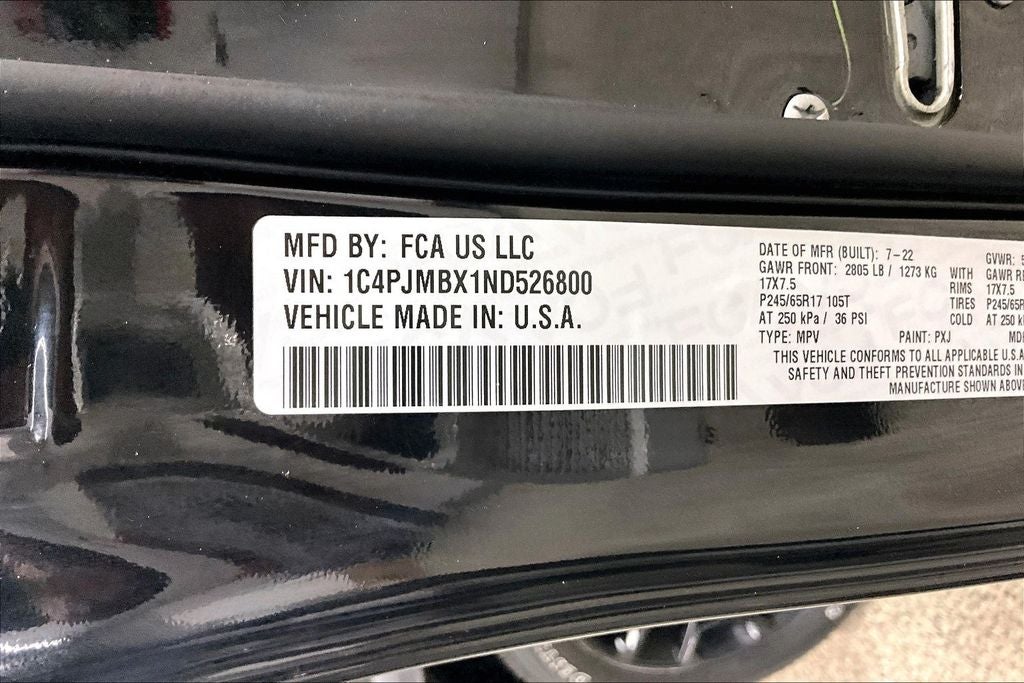 MFD BY: FCA US LLC
VIN: 1C4PJMBX1ND526800
VEHICLE MADE IN: U.S.A.
DATE OF MFR (BUILT): 7-22 GVWR:
GAWR FRONT: 2805 LB / 1273 KG WITH GAWR
17X7.5 RIMS 17X7.5
P245/65R17 105T TIRES
AT 250 kPa / 36 PSI COLD AT 250
TYPE: MPV PAINT: PXJ
THIS VEHICLE CONFORMS TO ALL APPLICABLE U.S.A
SAFETY AND THEFT PREVENTION STANDARDS IN
MANUFACTURE SHOWN ABOVE